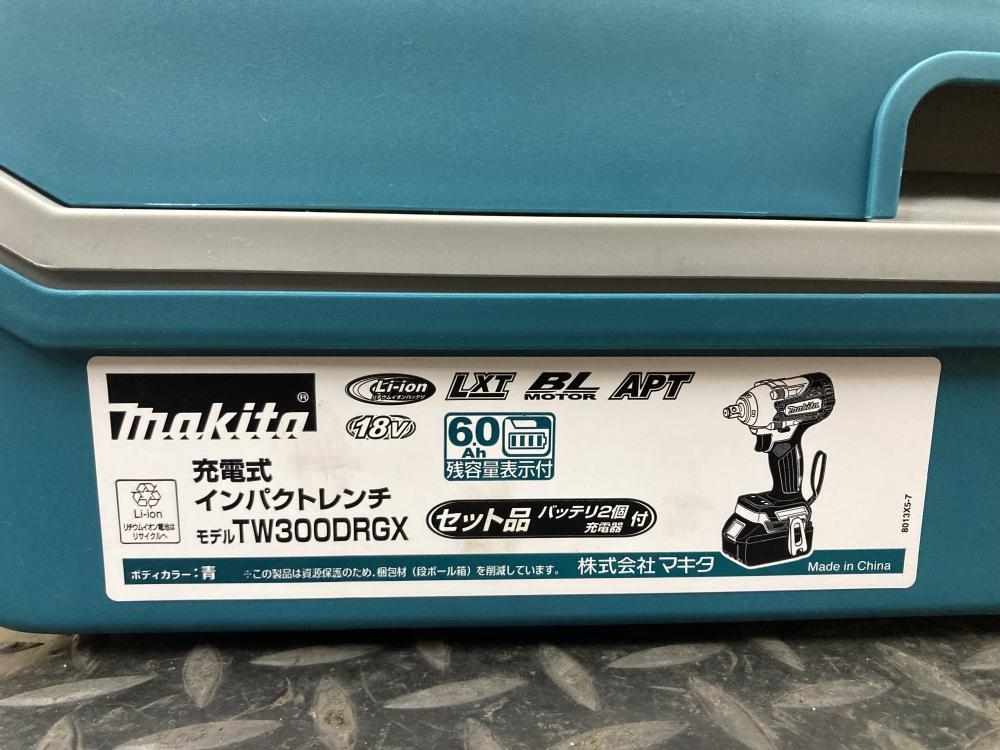 makita®
Li-ion
リチウムイオンバッテリ
LXT
BL
MOTOR
APT
18V
6.0
Ah
残容量表示付
充電式
インパクトレンチ
モデルTW300DRGX
Li-ion
リチウムイオン電池は
リサイクルへ
セット品 バッテリ2個 充電器 付
makita
8013X5-7
ボディカラー：青 ※この製品は資源保護のため、梱包材（段ボール箱）を削減しています。 株式会社マキタ Made in China